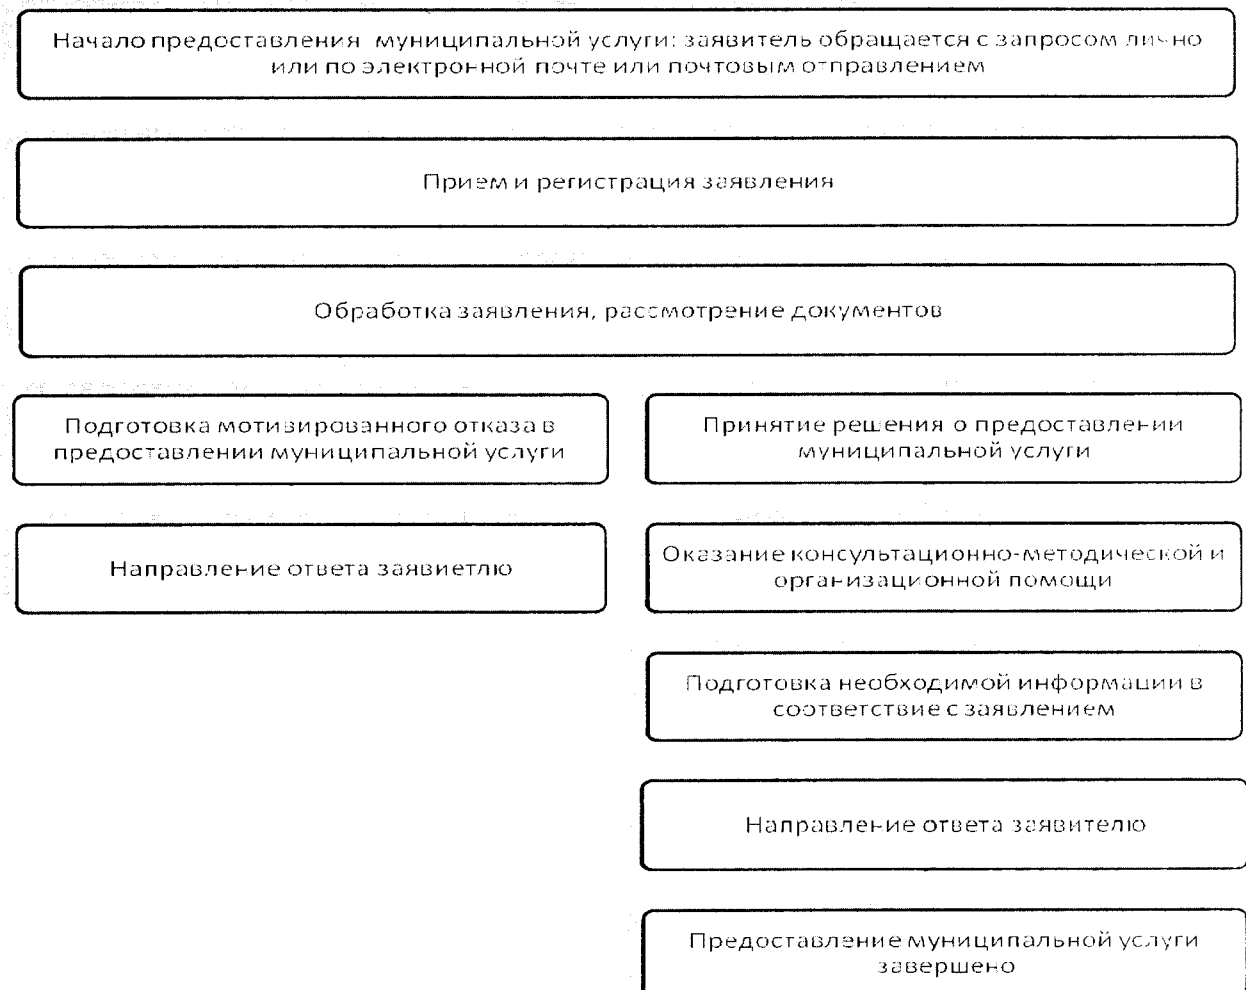 Начало предоставления муниципальной услуги: заявитель обращается с запросом лично
или по электронной почте или почтовым отправлением
Прием и регистрация заявления
Обработка заявления, рассмотрение документов
Подготовка мотивированного отказа в
предоставлении муниципальной услуги
Направление ответа заявиетлю
Принятие решения о предоставлении
муниципальной услуги
Оказание консультационно-методической и
организационной помощи
Подготовка необходимой информации в
соответствие с заявлением
Направление ответа заявителю
Предоставление муниципальной услуги
завершено